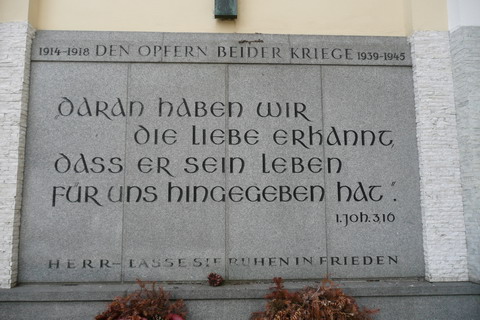 1914-1918 DEN OPFERN BEIDER KRIEGE 1939-1945
„DARAN HABEN WIR
DIE LIEBE ERKANNT,
DASS ER SEIN LEBEN
FÜR UNS HINGEGEBEN HAT“.
1. JOH. 3 16
HERR - LASSE SIE RUHEN IN FRIEDEN